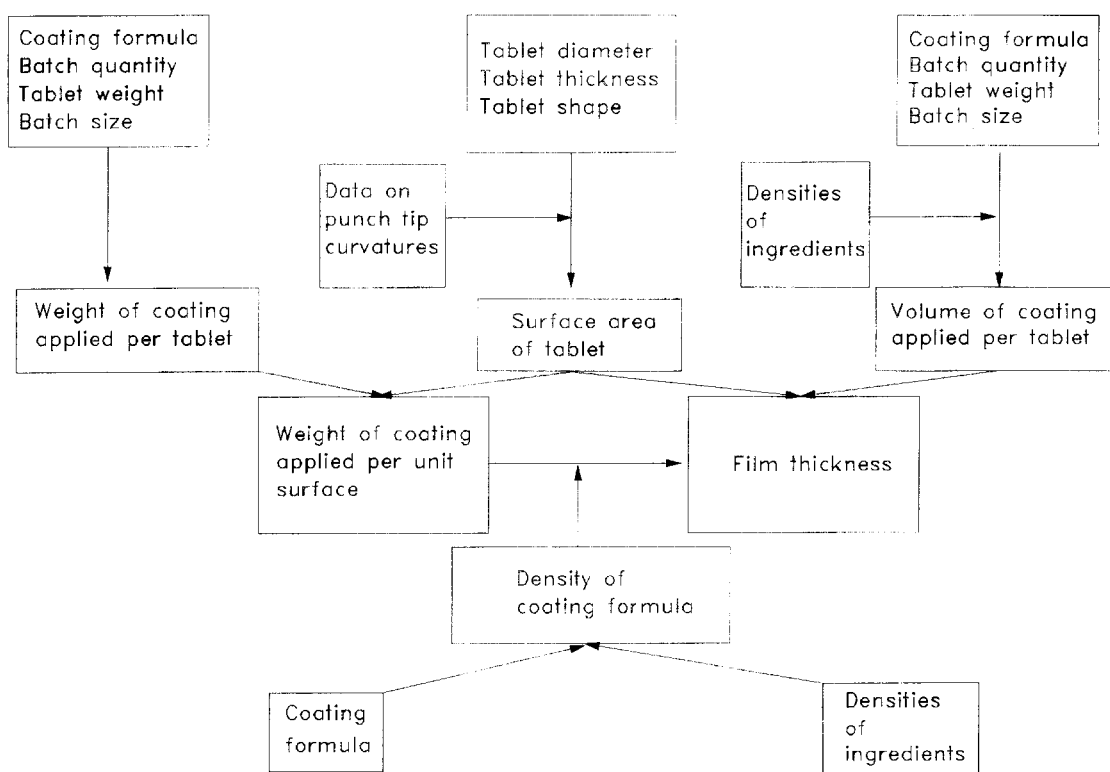 Coating formula
Batch quantity
Tablet weight
Batch size
Tablet diameter
Tablet thickness
Tablet shape
Coating formula
Batch quantity
Tablet weight
Batch size
Data on
punch tip
curvatures
Densities
of
ingredients
Weight of coating
applied per tablet
Surface area
of tablet
Volume of coating
applied per tablet
Weight of coating
applied per unit
surface
Film thickness
Density of
coating formula
Coating
formula
Densities
of
ingredients